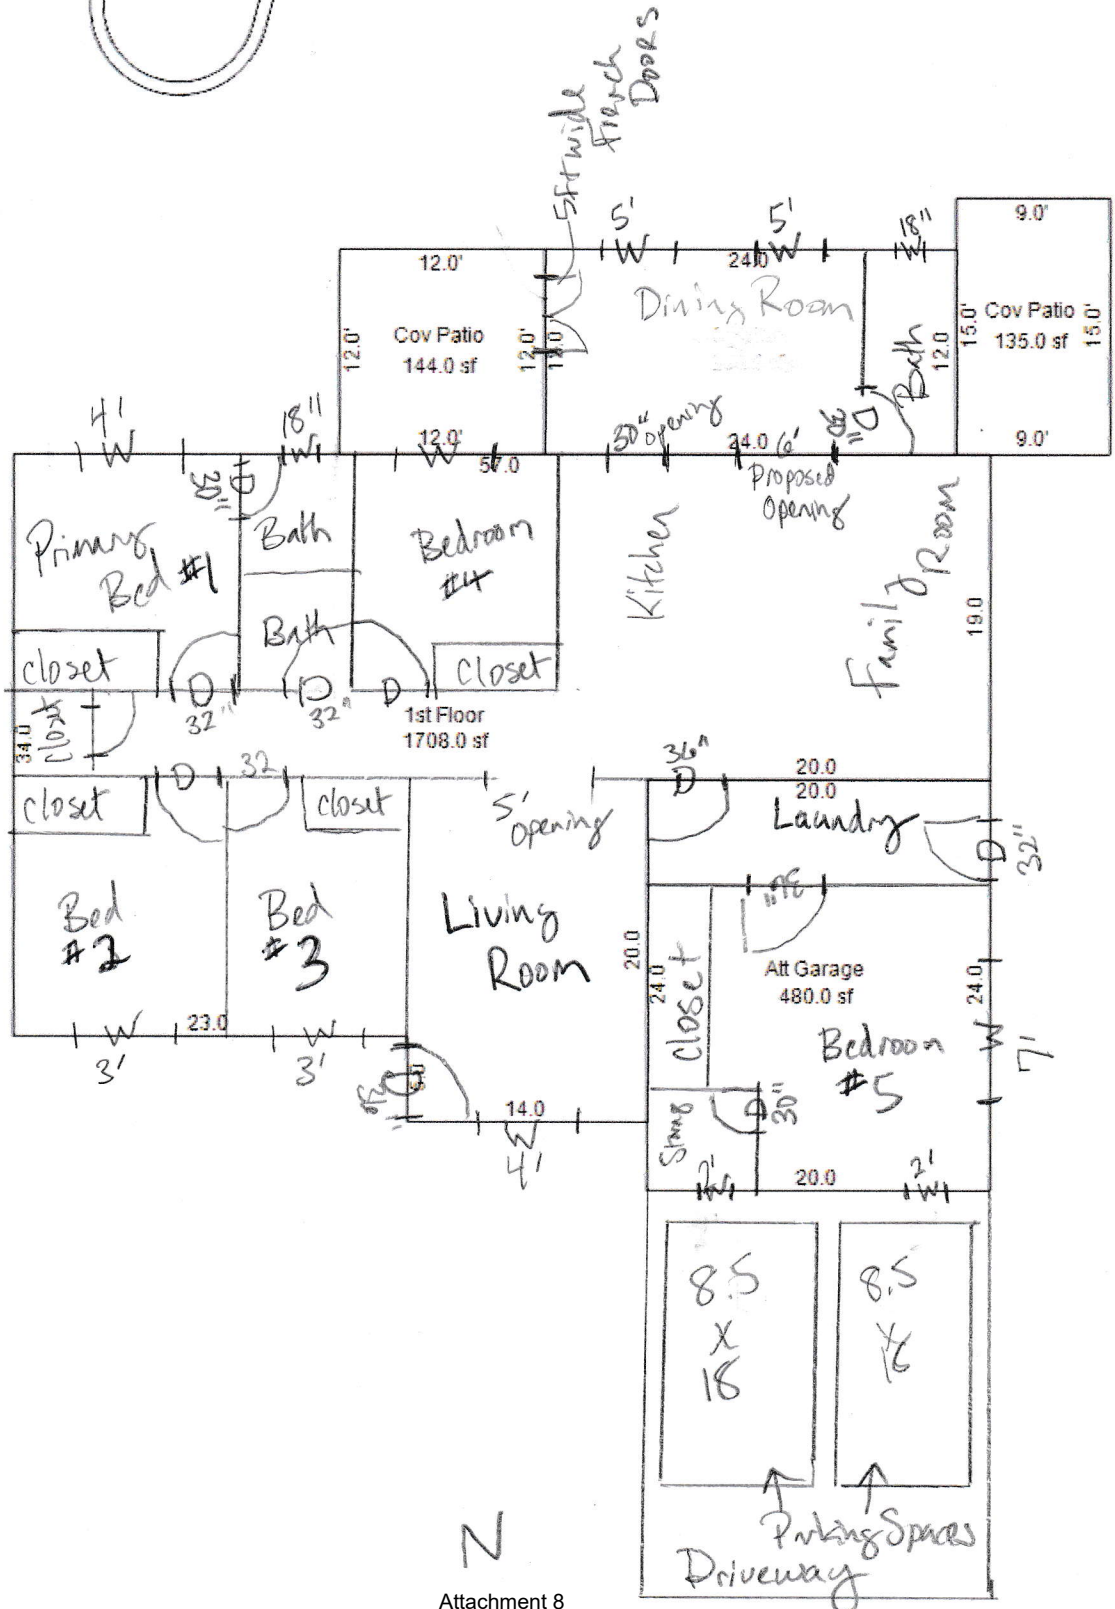 5ft wide
French
DOORS
5'
5'
18"
9.0'
12.0'
24.0
Dining Room
Cov Patio
144.0 sf
12.0'
12.0'
12.0
Bath
15.0'
Cov Patio
135.0 sf
15.0'
4'
W
18"
W
12.0'
W
57.0
30" opening
24.0
6'
Proposed
Opening
D
30"
9.0'
D
30"
Primary
Bed #1
Bath
Bedroom
#4
Kitchen
Family
Room
19.0
Bath
closet
closet
D
32"
D
32"
D
1st Floor
1708.0 sf
34.0
Closet
D
32
closet
closet
5'
Opening
36"
D
20.0
20.0
Laundry
D
32"
Bed
#2
Bed
#3
Living
Room
20.0
24.0
Closet
Att Garage
480.0 sf
24.0
W
7'
Bedroom
#5
23.0
W
3'
W
3'
D
14.0
W
4'
D
30"
20.0
2'
W
8.5
X
18
8.5
X
Parking Spaces
Driveway
N
Attachment 8